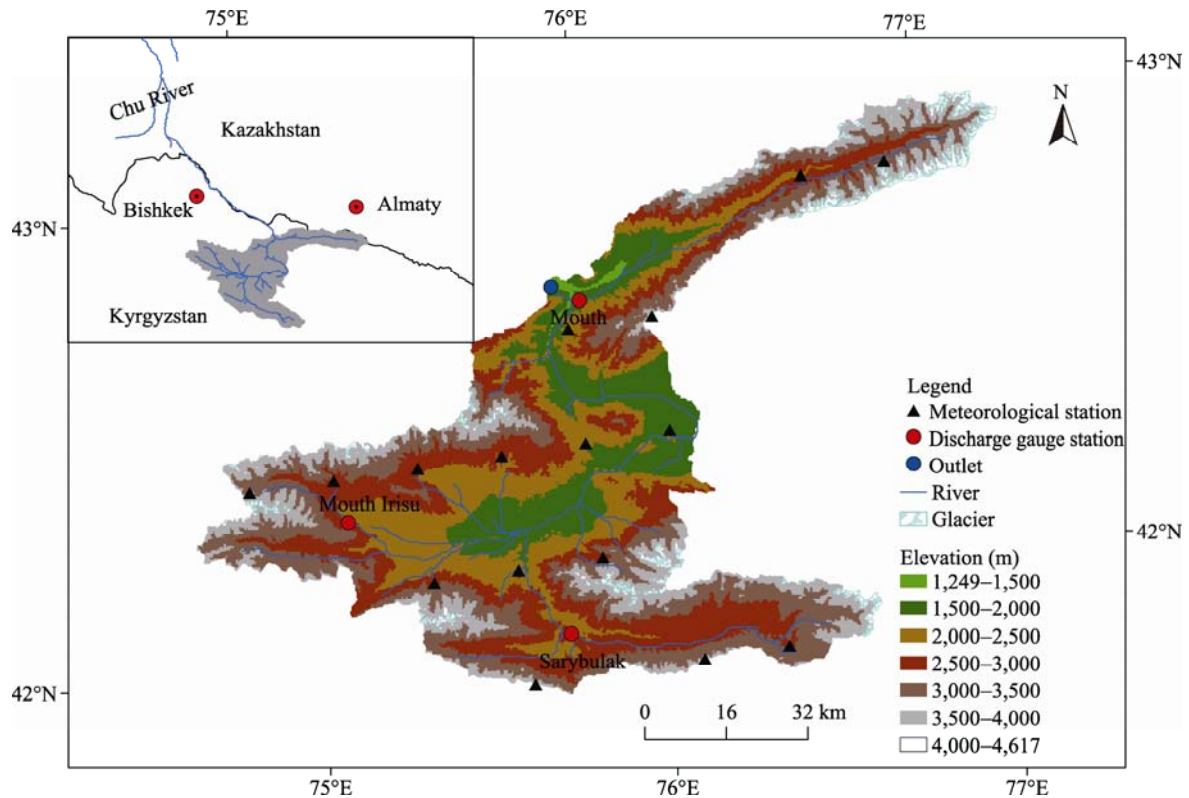 75°E
76°E
77°E
43°N
Chu River
Kazakhstan
N
Bishkek
Almaty
43°N
Kyrgyzstan
Mouth
Legend
Meteorological station
Discharge gauge station
Outlet
River
Glacier
Mouth Irisu
42°N
Elevation (m)
1,249–1,500
1,500–2,000
2,000–2,500
2,500–3,000
3,000–3,500
3,500–4,000
4,000–4,617
Sarybulak
42°N
0 16 32 km
75°E
76°E
77°E